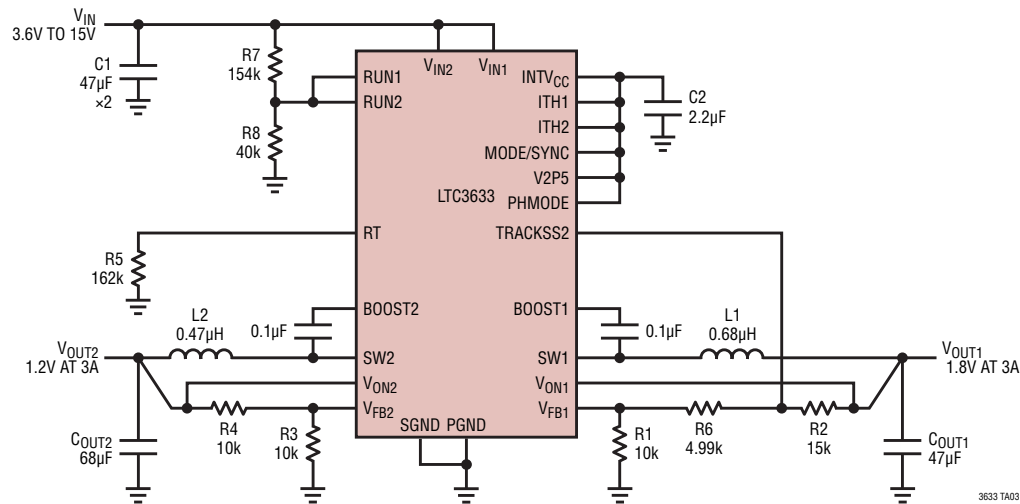 VIN
3.6V TO 15V
C1
47µF
×2
R7
154k
R8
40k
RUN1
RUN2
VIN2
VIN1
INTVCC
ITH1
ITH2
MODE/SYNC
V2P5
PHMODE
C2
2.2µF
LTC3633
RT
TRACKSS2
R5
162k
BOOST2
BOOST1
L2
0.47µH
0.1µF
0.1µF
L1
0.68µH
VOUT2
1.2V AT 3A
SW2
SW1
VOUT1
1.8V AT 3A
VON2
VON1
VFB2
VFB1
R4
10k
R3
10k
SGND
PGND
R1
10k
R6
4.99k
R2
15k
COUT2
68µF
COUT1
47µF
3633 TA03